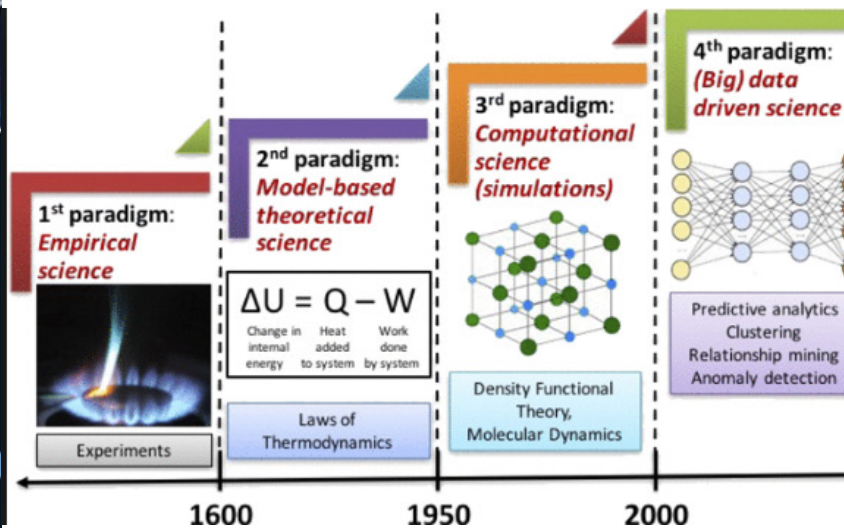 1st paradigm:
Empirical
science
Experiments
2nd paradigm:
Model-based
theoretical
science
ΔU = Q – W
Change in internal energy
Heat added to system
Work done by system
Laws of
Thermodynamics
3rd paradigm:
Computational
science
(simulations)
Density Functional
Theory,
Molecular Dynamics
4th paradigm:
(Big) data
driven science
Predictive analytics
Clustering
Relationship mining
Anomaly detection
1600
1950
2000